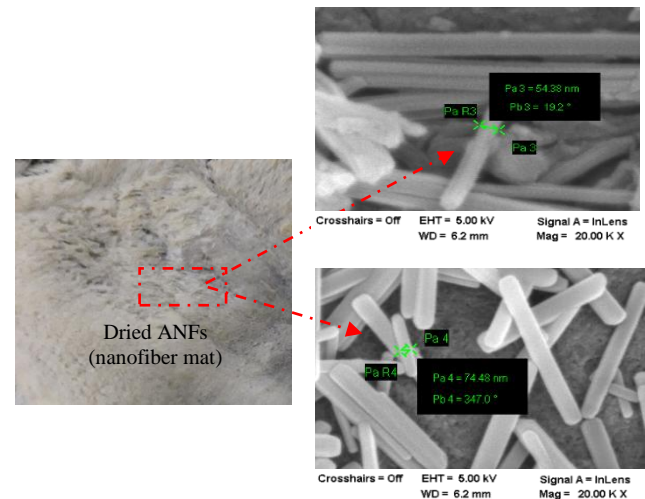 Pa 3 = 54.38 nm
Pb 3 = 19.2 °
Pa R3
Pa 3
Crosshairs = Off EHT = 5.00 kV Signal A = InLens
WD = 6.2 mm Mag = 20.00 K X
Dried ANFs
(nanofiber mat)
Pa 4
Pa R4
Pa 4 = 74.48 nm
Pb 4 = 347.0 °
Crosshairs = Off EHT = 5.00 kV Signal A = InLens
WD = 6.2 mm Mag = 20.00 K X